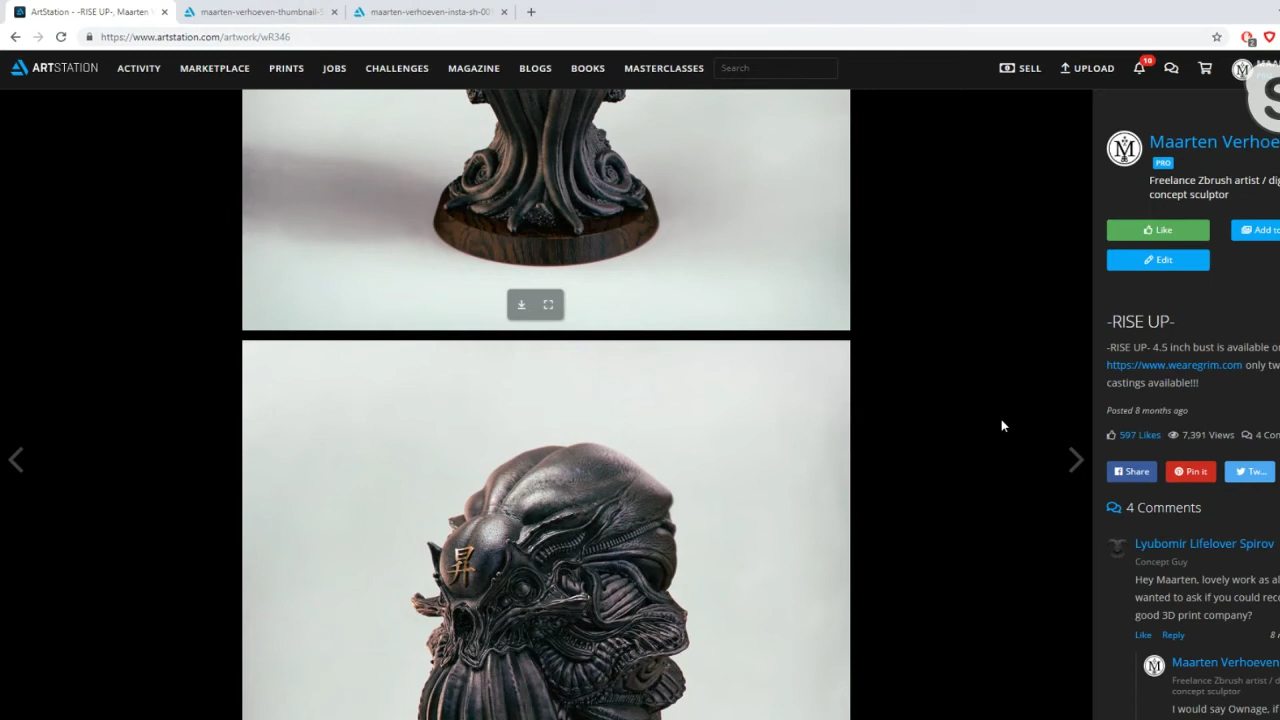 ArtStation - -RISE UP-, Maarten
maarten-verhoeven-thumbnail-
maarten-verhoeven-insta-sh-00
https://www.artstation.com/artwork/wR346
2
ARTSTATION ACTIVITY MARKETPLACE PRINTS JOBS CHALLENGES MAGAZINE BLOGS BOOKS MASTERCLASSES Search SELL UPLOAD 10
Maarten Verhoe
PRO
Freelance Zbrush artist / dig
concept sculptor
Like
Add to
Edit
-RISE UP-
-RISE UP- 4.5 inch bust is available o
https://www.wearegrim.com only tw
castings available!!!
Posted 8 months ago
597 Likes 7,391 Views 4 Con
Share Pin it Tw...
4 Comments
Lyubomir LIfelover Spirov
Concept Guy
Hey Maarten, lovely work as al
wanted to ask if you could reco
good 3D print company?
Like Reply 8
Maarten Verhoeven
Freelance Zbrush artist / d
concept sculptor
I would say Ownage, if
昇